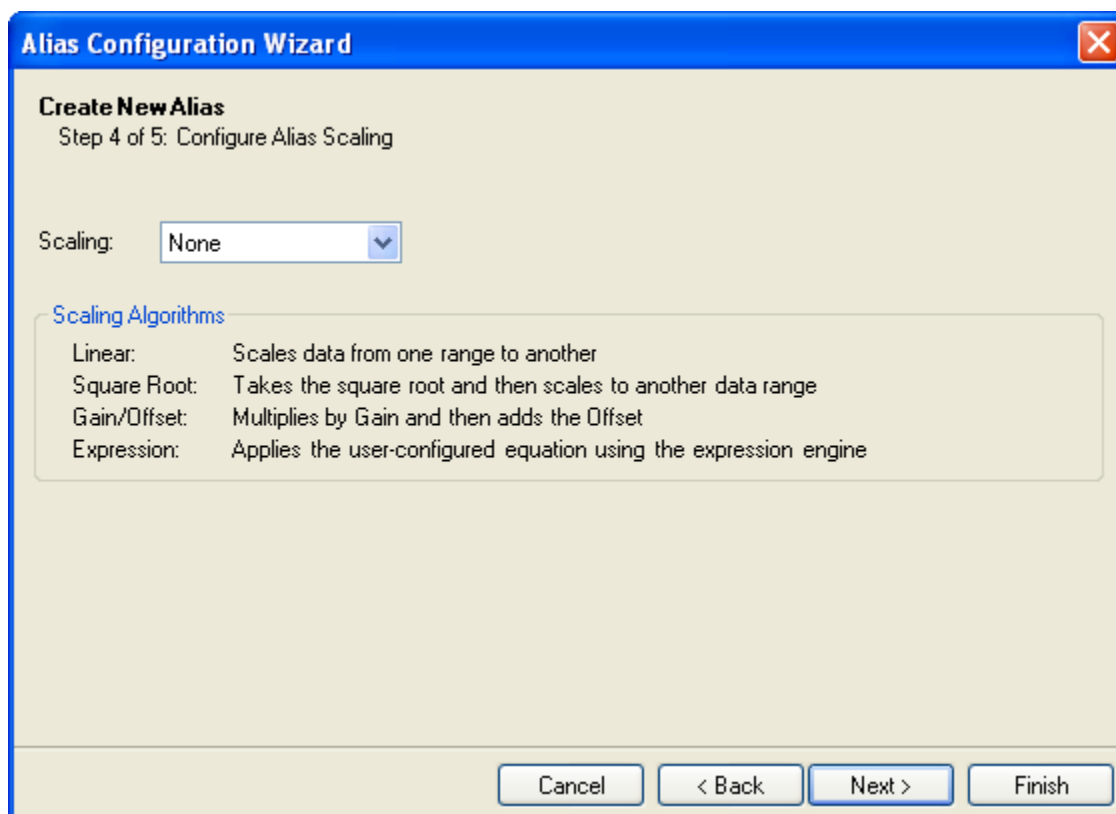 Alias Configuration Wizard
Create New Alias
Step 4 of 5: Configure Alias Scaling
Scaling: None
Scaling Algorithms
Linear: Scales data from one range to another
Square Root: Takes the square root and then scales to another data range
Gain/Offset: Multiplies by Gain and then adds the Offset
Expression: Applies the user-configured equation using the expression engine
Cancel < Back Next > Finish